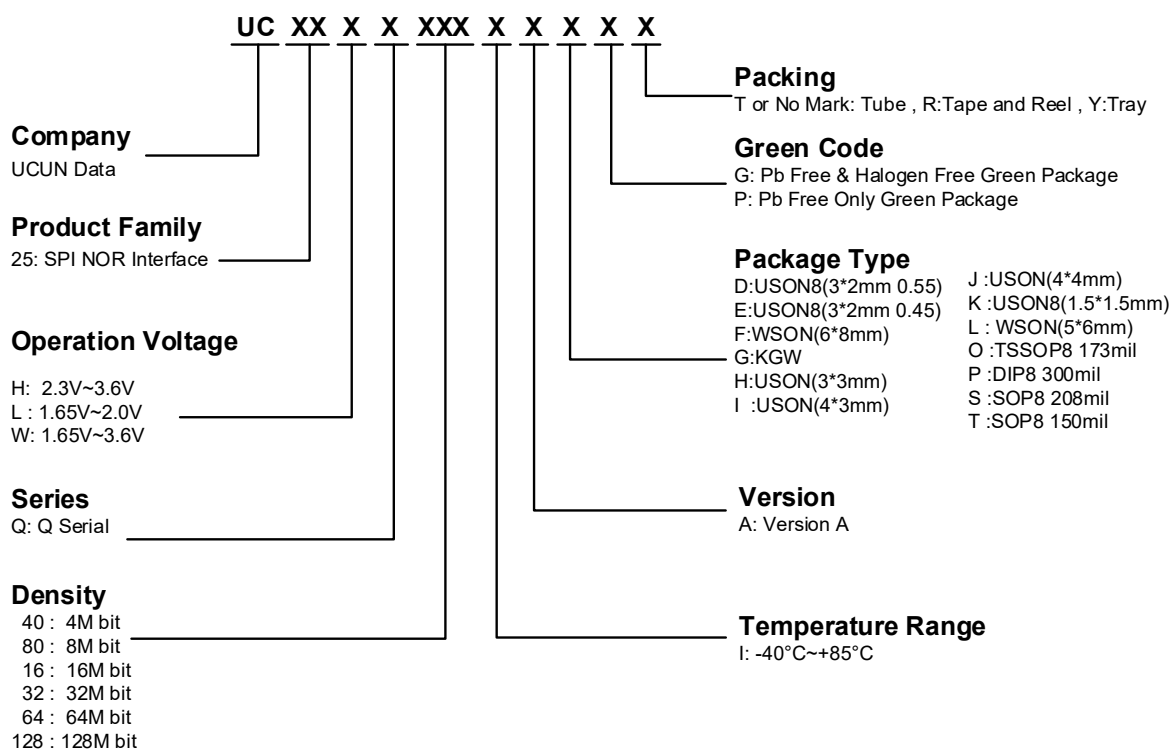 UC XX X X XXX X X X X X
Company
UCUN Data
Product Family
25: SPI NOR Interface
Operation Voltage
H: 2.3V~3.6V
L : 1.65V~2.0V
W: 1.65V~3.6V
Series
Q: Q Serial
Density
40 : 4M bit
80 : 8M bit
16 : 16M bit
32 : 32M bit
64 : 64M bit
128 : 128M bit
Packing
T or No Mark: Tube , R:Tape and Reel , Y:Tray
Green Code
G: Pb Free & Halogen Free Green Package
P: Pb Free Only Green Package
Package Type
D:USON8(3*2mm 0.55)
E:USON8(3*2mm 0.45)
F:WSON(6*8mm)
G:KGW
H:USON(3*3mm)
I :USON(4*3mm)
J :USON(4*4mm)
K :USON8(1.5*1.5mm)
L : WSON(5*6mm)
O :TSSOP8 173mil
P :DIP8 300mil
S :SOP8 208mil
T :SOP8 150mil
Version
A: Version A
Temperature Range
I: -40°C~+85°C